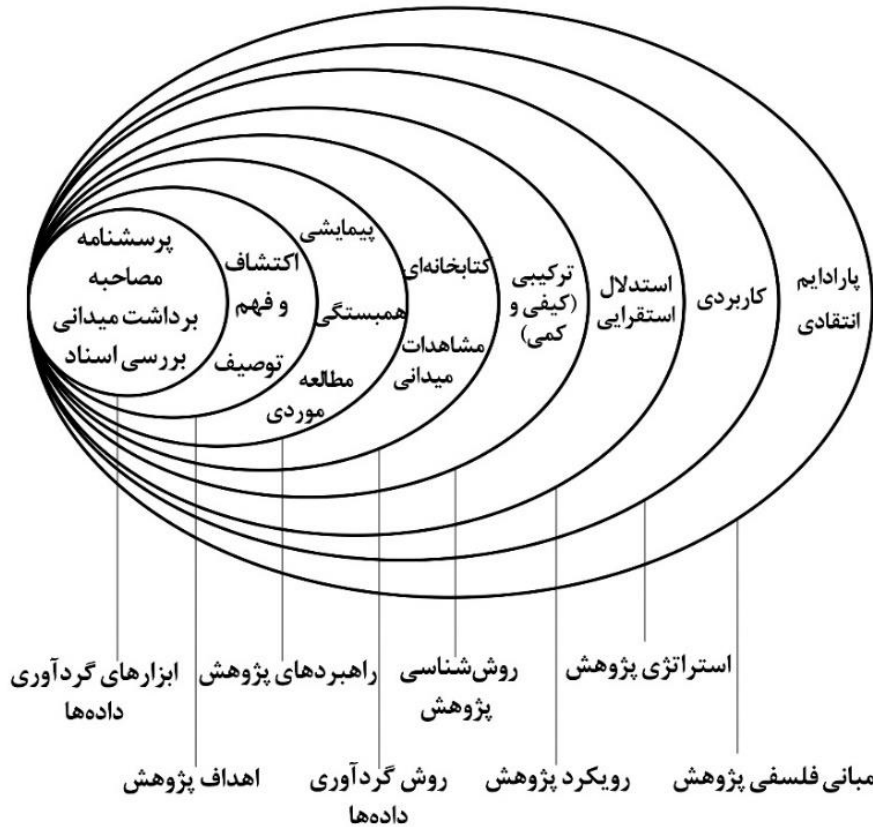 پرسشنامه
مصاحبه
برداشت میدانی
بررسی اسناد
اکتشاف
و فهم
توصیف
پیمایشی
همبستگی
مطالعه
موردی
کتابخانه‌ای
مشاهدات
میدانی
ترکیبی
(کیفی و
کمی)
استدلال
استقرایی
کاربردی
پارادایم
انتقادی
ابزارهای گردآوری
داده‌ها
راهبردهای پژوهش
روش‌شناسی
پژوهش
استراتژی پژوهش
اهداف پژوهش
روش گردآوری
داده‌ها
رویکرد پژوهش
مبانی فلسفی پژوهش